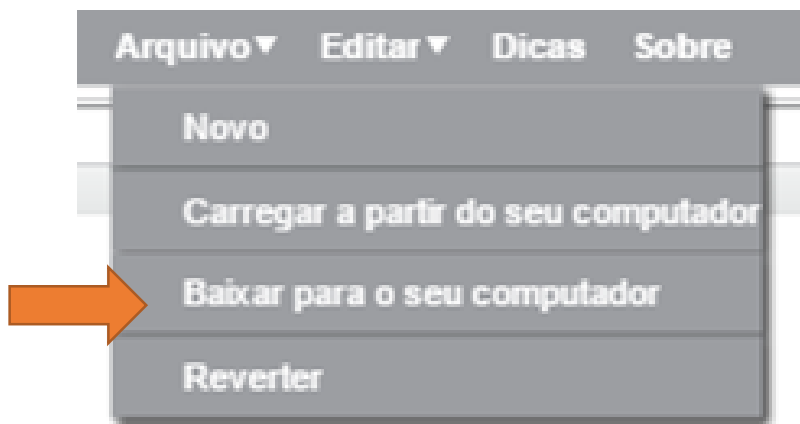 Arquivo▼ Editar▼ Dicas Sobre
Novo
Carregar a partir do seu computador
Baixar para o seu computador
Reverter